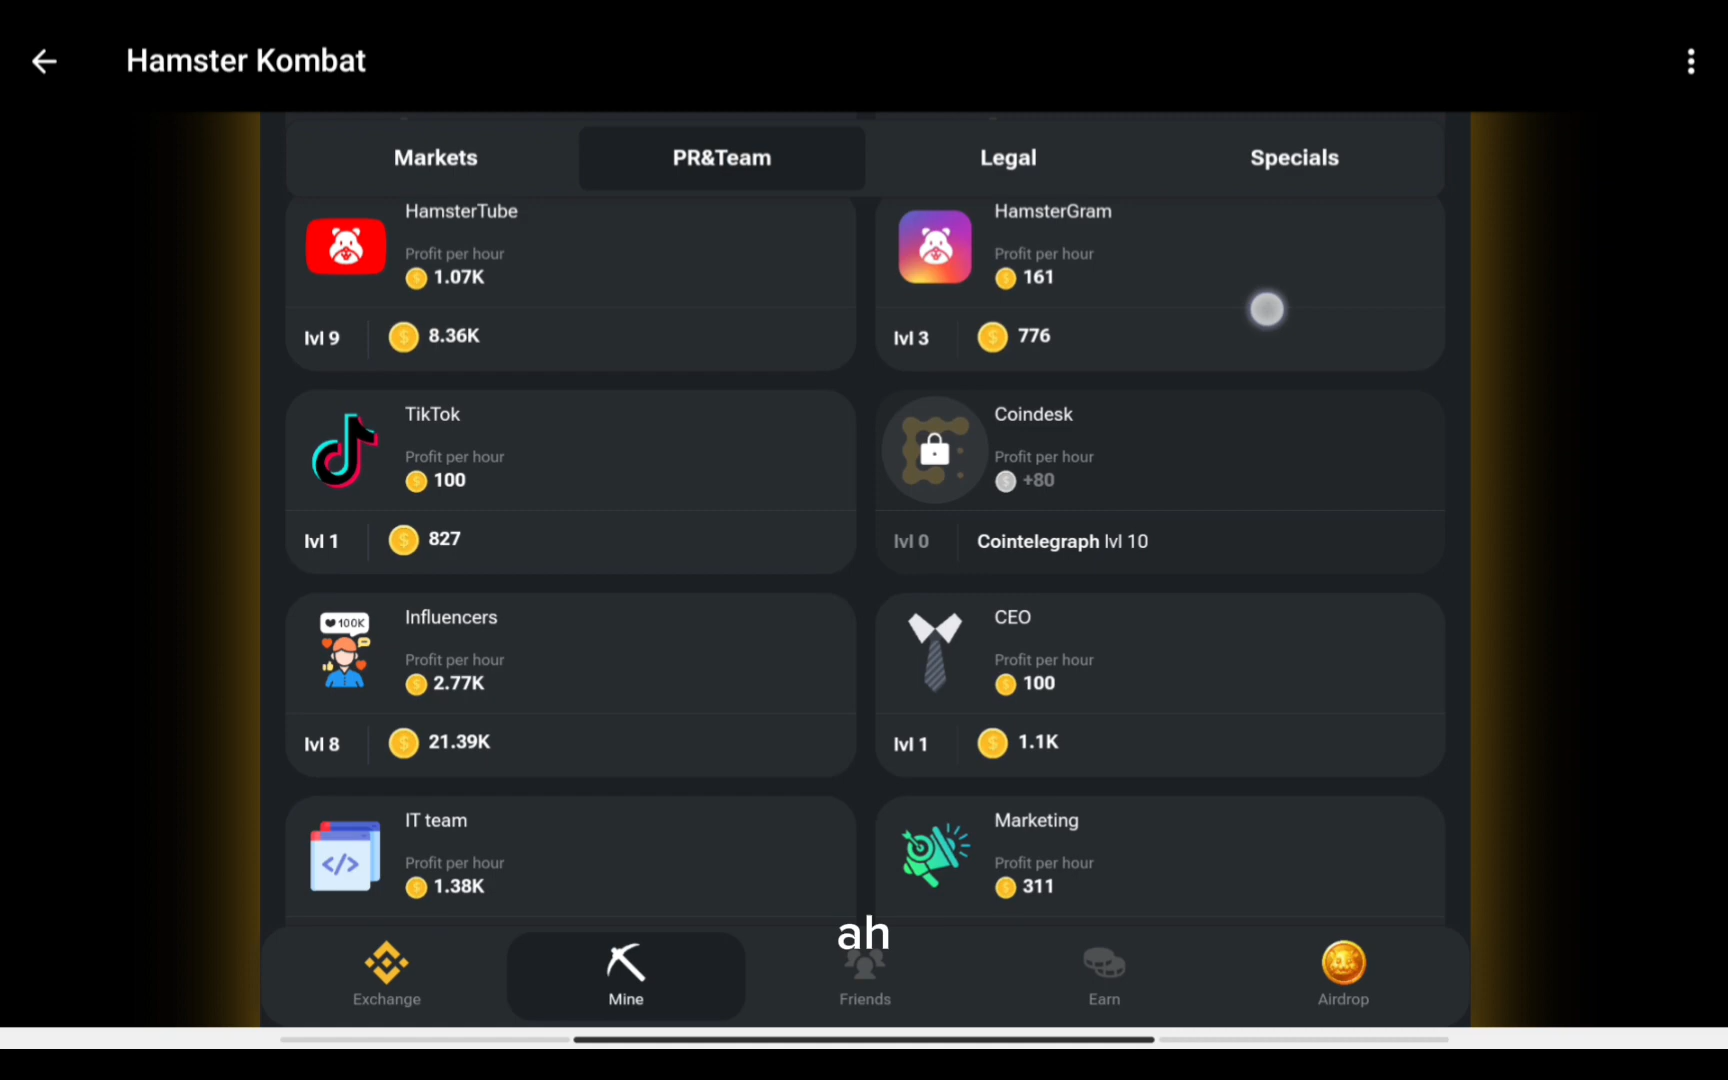 Hamster Kombat
Markets
PR&Team
Legal
Specials
HamsterTube
Profit per hour
1.07K
lvl 9
8.36K
HamsterGram
Profit per hour
161
lvl 3
776
TikTok
Profit per hour
100
lvl 1
827
Coindesk
Profit per hour
+80
lvl 0
Cointelegraph lvl 10
100K
Influencers
Profit per hour
2.77K
lvl 8
21.39K
CEO
Profit per hour
100
lvl 1
1.1K
</>
IT team
Profit per hour
1.38K
Marketing
Profit per hour
311
ah
Exchange
Mine
Friends
Earn
Airdrop